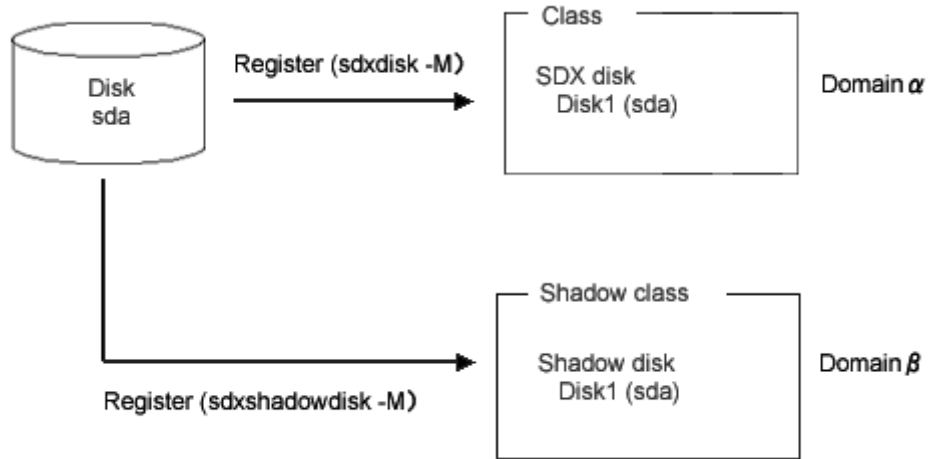 Class
Disk
sda
Register (sdxdisk -M)
SDX disk
Disk1 (sda)
Domain α
Shadow class
Shadow disk
Disk1 (sda)
Domain β
Register (sdxshadowdisk -M)